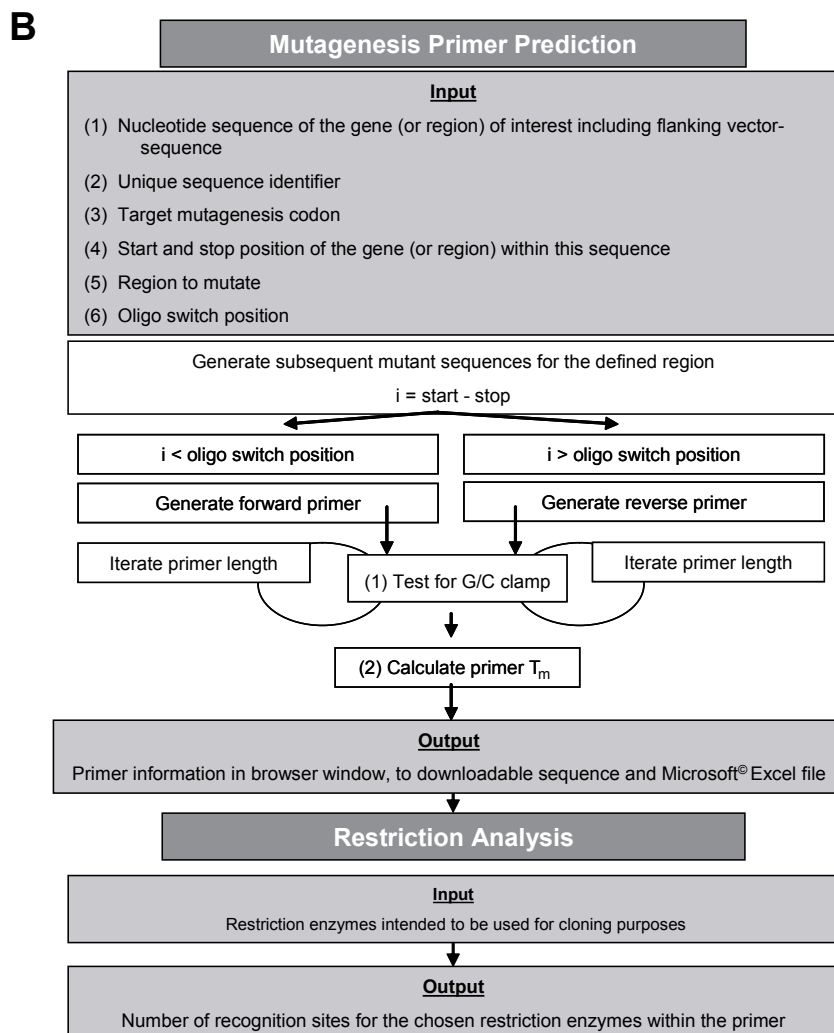 B
Mutagenesis Primer Prediction
Input
(1) Nucleotide sequence of the gene (or region) of interest including flanking vector-
sequence
(2) Unique sequence identifier
(3) Target mutagenesis codon
(4) Start and stop position of the gene (or region) within this sequence
(5) Region to mutate
(6) Oligo switch position
Generate subsequent mutant sequences for the defined region
i = start - stop
i < oligo switch position
i > oligo switch position
Generate forward primer
Generate reverse primer
Iterate primer length
(1) Test for G/C clamp
Iterate primer length
(2) Calculate primer Tm
Output
Primer information in browser window, to downloadable sequence and Microsoft© Excel file
Restriction Analysis
Input
Restriction enzymes intended to be used for cloning purposes
Output
Number of recognition sites for the chosen restriction enzymes within the primer